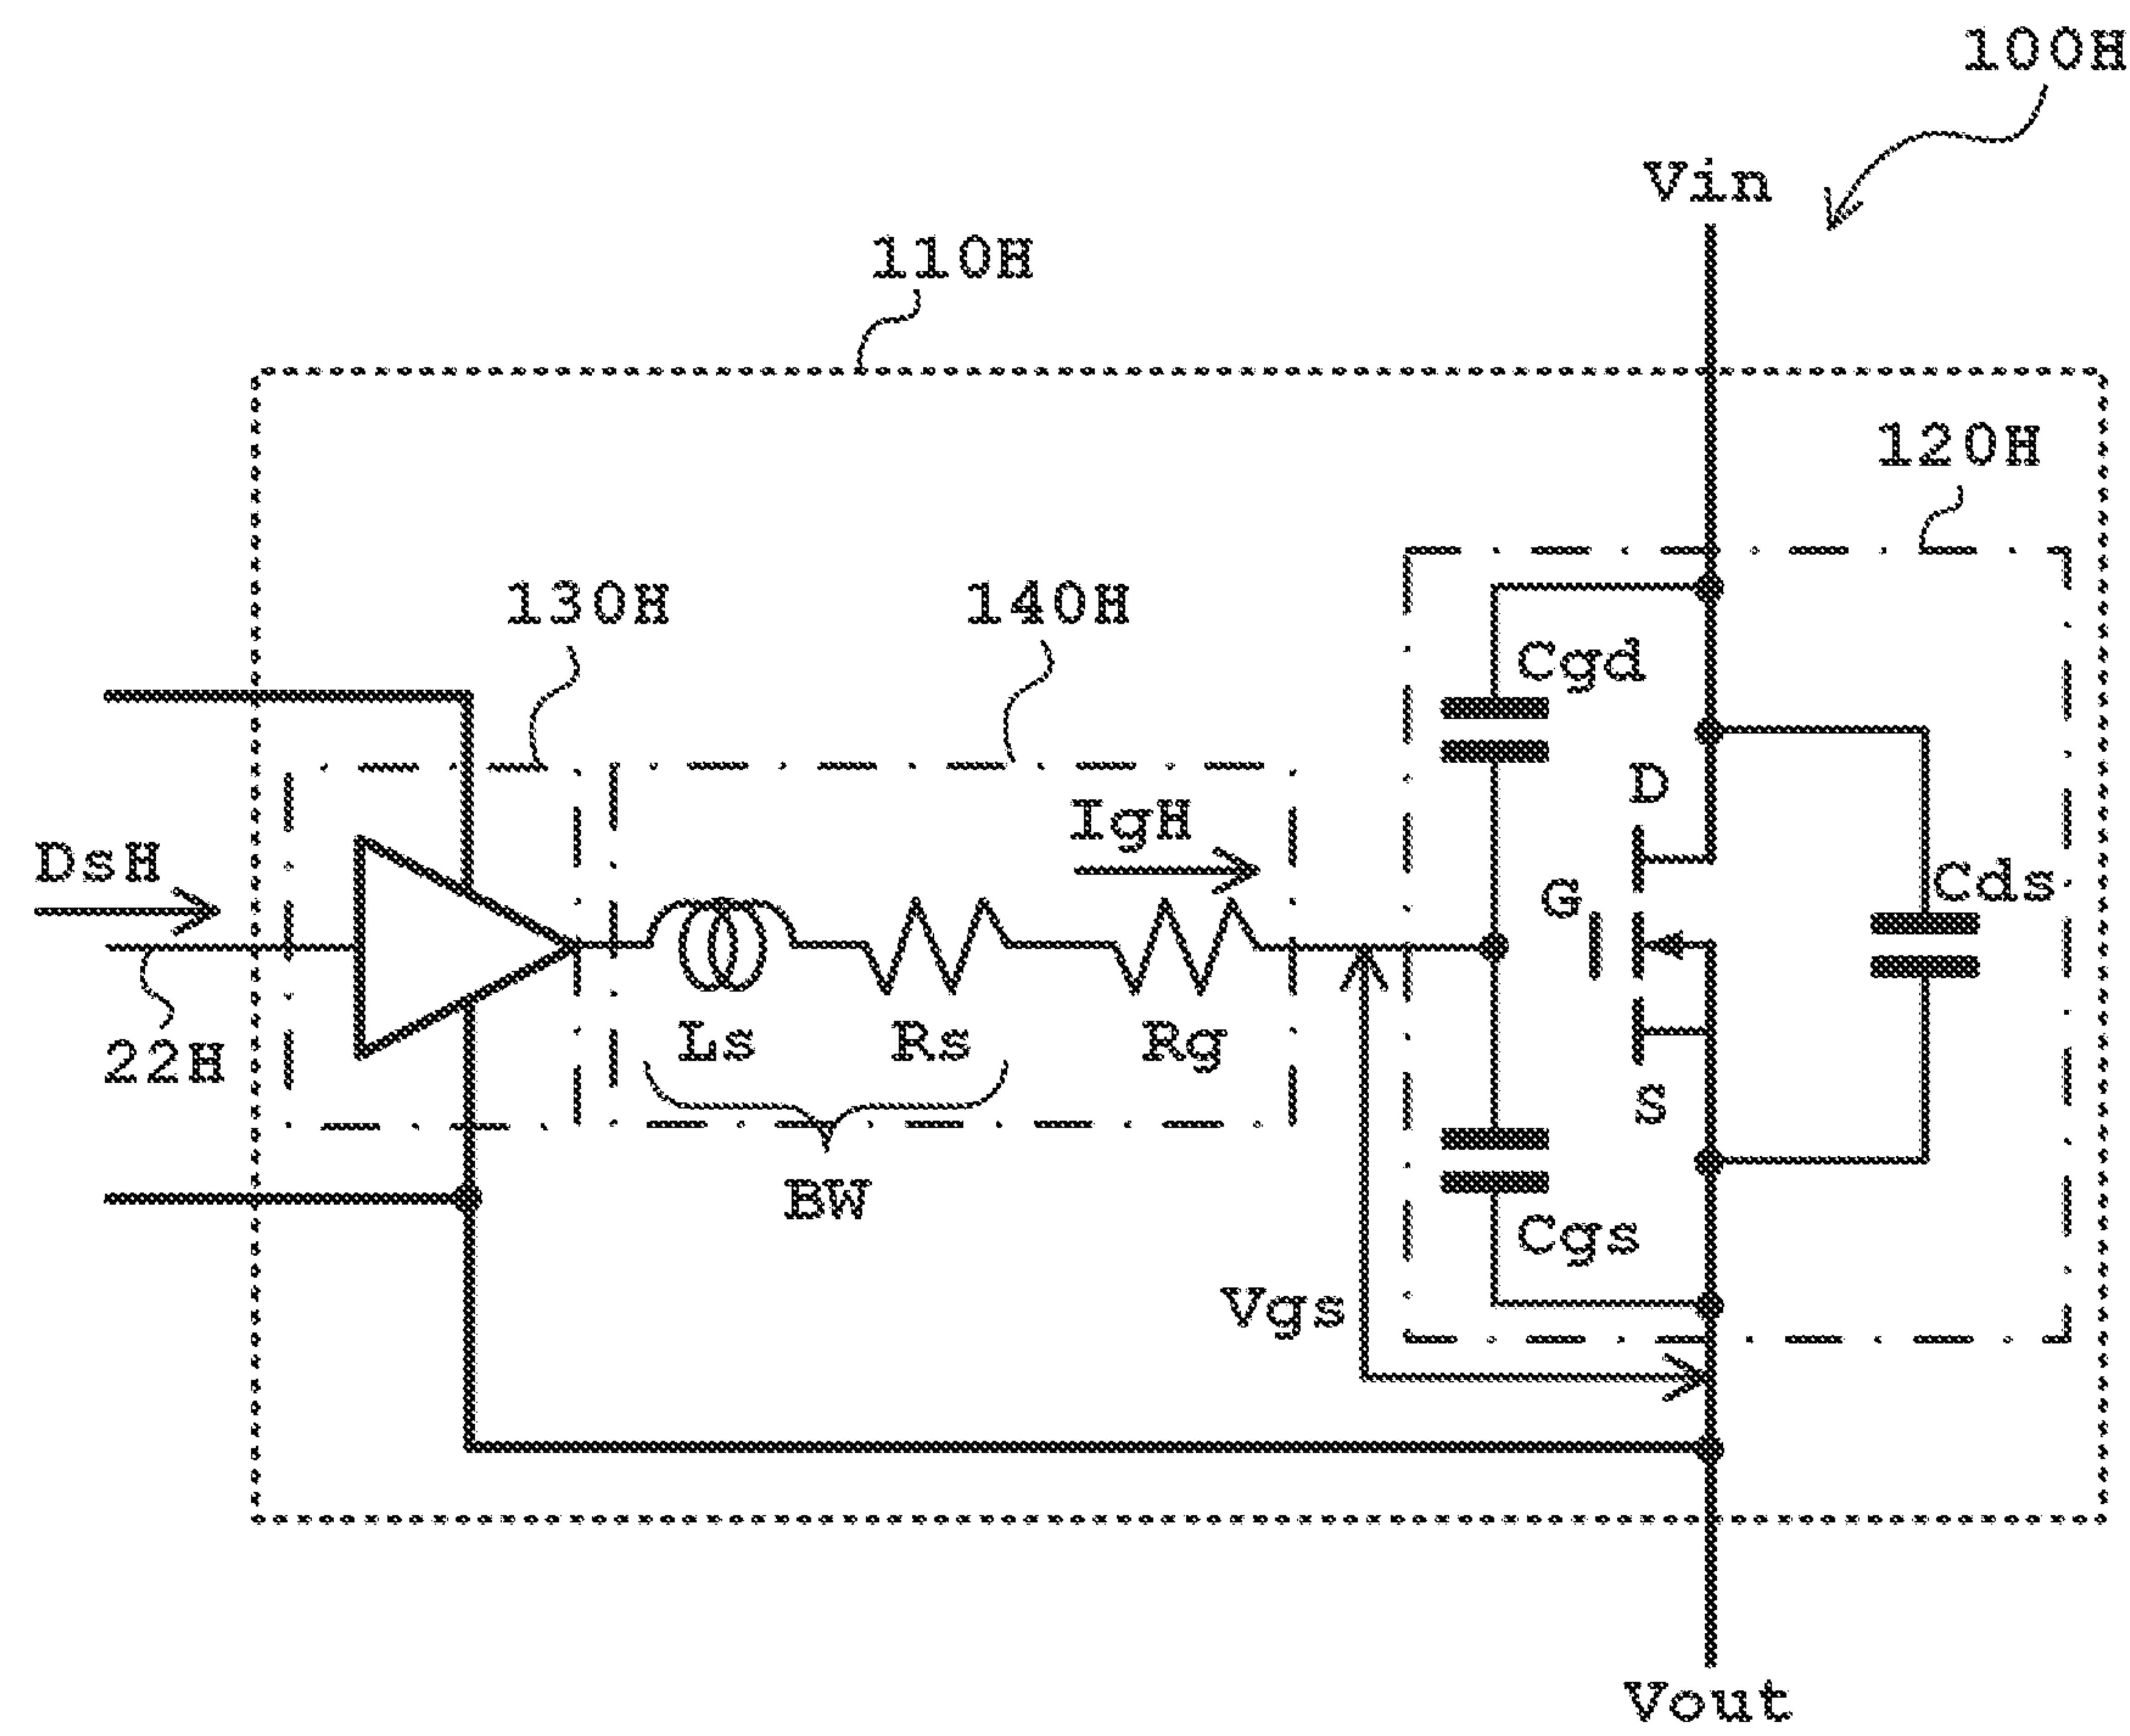 100H
Vin
110H
120H
130H
140H
Cgd
D
IgH
DsH
G
Cds
22H
Ls
Rs
Rg
S
BW
Cgs
Vgs
Vout